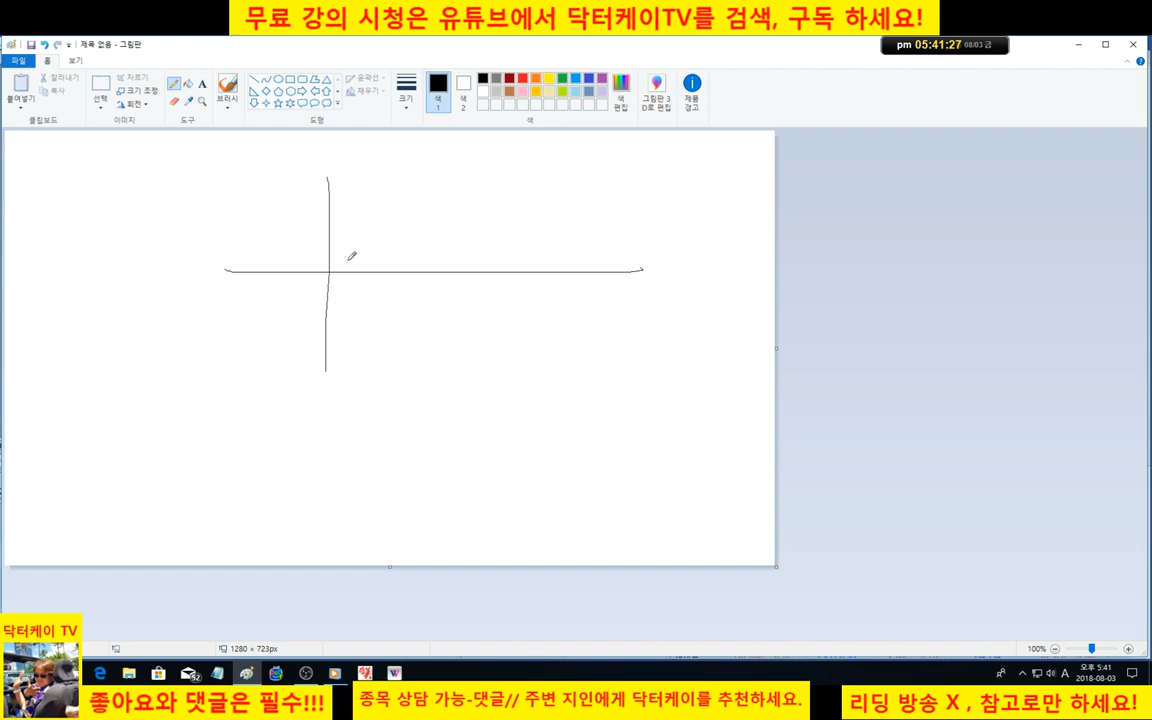 무료 강의 시청은 유튜브에서 닥터케이TV를 검색, 구독 하세요!
제목 없음 - 그림판
pm 05:41:27 08/03 금
파일 홈 보기
붙여넣기
잘라내기
복사
클립보드
선택
자르기
크기 조정
회전
이미지
A
도구
브러시
윤곽선
채우기
도형
크기
색
1
색
2
색
편집
색
그림판 3
D로 편집
제품
경고
1280 × 723px
100%
닥터케이 TV
52
A
오후 5:41
2018-08-03
좋아요와 댓글은 필수!!!
종목 상담 가능-댓글// 주변 지인에게 닥터케이를 추천하세요.
리딩 방송 X , 참고로만 하세요!